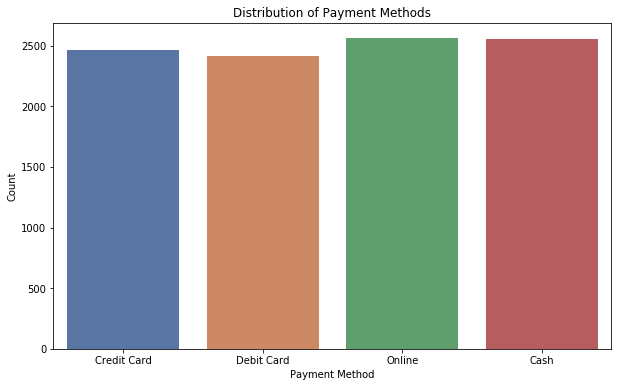 Distribution of Payment Methods
Count
2500
2000
1500
1000
500
0
Credit Card Debit Card Online Cash
Payment Method